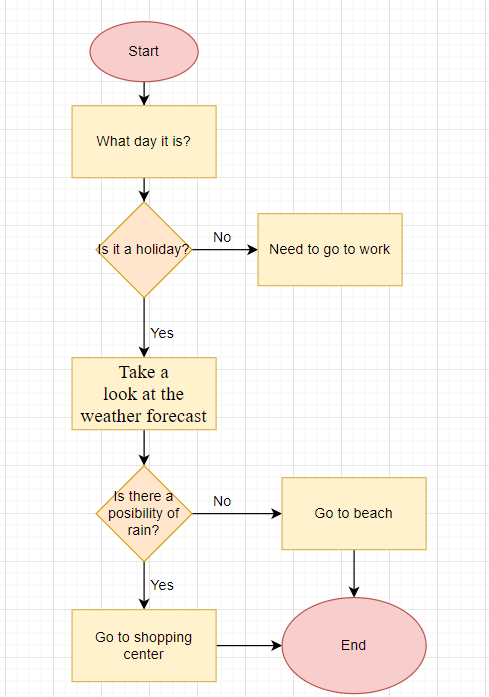 Start
What day it is?
Is it a holiday?
No
Need to go to work
Yes
Take a
look at the
weather forecast
Is there a
posibility of
rain?
No
Go to beach
Yes
Go to shopping
center
End